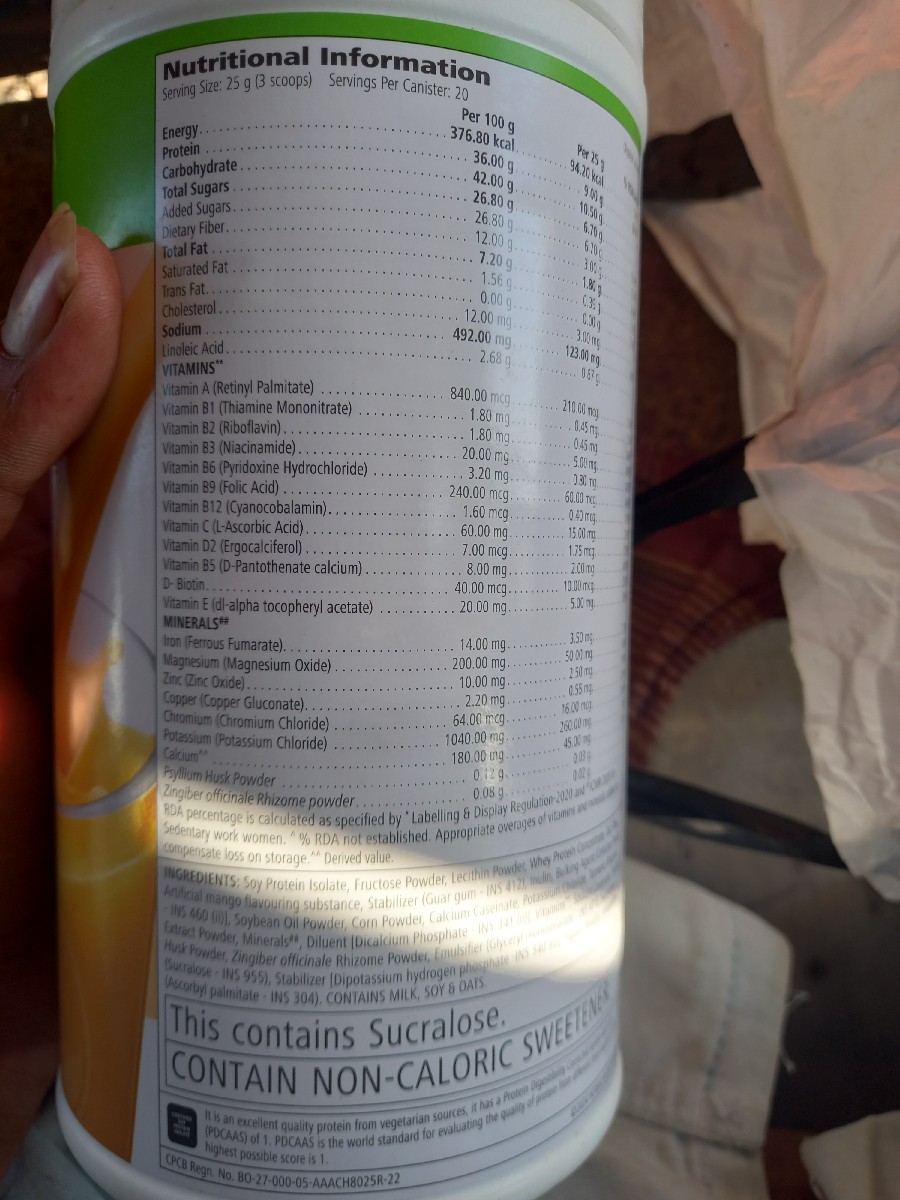 Nutritional Information
Serving Size: 25 g (3 scoops) Servings Per Canister: 20
Per 100 g Per 25 g
Energy 376.80 kcal 94.20 kcal
Protein 36.00 g 9.00 g
Carbohydrate 42.00 g 10.50 g
Total Sugars 26.80 g 6.70 g
Added Sugars 26.80 g 6.70 g
Dietary Fiber 12.00 g 3.00 g
Total Fat 7.20 g 1.80 g
Saturated Fat 1.56 g
Trans Fat 0.00 g 0.00 g
Cholesterol 12.00 mg 3.00 mg
Sodium 492.00 mg 123.00 mg
Linoleic Acid 2.68 g 0.67 g
VITAMINS**
Vitamin A (Retinyl Palmitate) 840.00 mcg 210.00 mcg
Vitamin B1 (Thiamine Mononitrate) 1.80 mg 0.45 mg
Vitamin B2 (Riboflavin) 1.80 mg 0.45 mg
Vitamin B3 (Niacinamide) 20.00 mg 5.00 mg
Vitamin B6 (Pyridoxine Hydrochloride) 3.20 mg 0.80 mg
Vitamin B9 (Folic Acid) 240.00 mcg 60.00 mcg
Vitamin B12 (Cyanocobalamin) 1.60 mcg 0.40 mcg
Vitamin C (L-Ascorbic Acid) 60.00 mg 15.00 mg
Vitamin D2 (Ergocalciferol) 7.00 mcg 1.75 mcg
Vitamin B5 (D-Pantothenate calcium) 8.00 mg 2.00 mg
D- Biotin 40.00 mcg 10.00 mcg
Vitamin E (dl-alpha tocopheryl acetate) 20.00 mg 5.00 mg
MINERALS##
Iron (Ferrous Fumarate) 14.00 mg 3.50 mg
Magnesium (Magnesium Oxide) 200.00 mg 50.00 mg
Zinc (Zinc Oxide) 10.00 mg 2.50 mg
Copper (Copper Gluconate) 2.20 mg 0.55 mg
Chromium (Chromium Chloride) 64.00 mcg 16.00 mcg
Potassium (Potassium Chloride) 1040.00 mg 260.00 mg
Calcium^^ 180.00 mg 45.00 mg
Psyllium Husk Powder 0.12 g 0.03 g
Zingiber officinale Rhizome powder 0.08 g 0.02 g
RDA percentage is calculated as specified by * Labelling & Display Regulation-2020 and
Sedentary work women. ^ % RDA not established. Appropriate overages of vitamins and minerals
compensate loss on storage.^^ Derived value.
INGREDIENTS: Soy Protein Isolate, Fructose Powder, Lecithin Powder, Whey Protein
Artificial mango flavouring substance, Stabilizer (Guar gum - INS 412), Inulin, Bulking Agent
- INS 460 (ii)], Soybean Oil Powder, Corn Powder, Calcium Caseinate, Potassium
Extract Powder, Minerals##, Diluent [Dicalcium Phosphate - INS 341
Husk Powder, Zingiber officinale Rhizome Powder, Emulsifier (Glyceryl
(Sucralose - INS 955), Stabilizer [Dipotassium hydrogen phosphate INS 340
(Ascorbyl palmitate - INS 304). CONTAINS MILK, SOY & OATS.
This contains Sucralose.
CONTAIN NON-CALORIC SWEETENER
It is an excellent quality protein from vegetarian sources, it has a Protein Digestibility
(PDCAAS) of 1. PDCAAS is the world standard for evaluating the quality of protein
highest possible score is 1.
CPCB Regn. No. BO-27-000-05-AAACH8025R-22